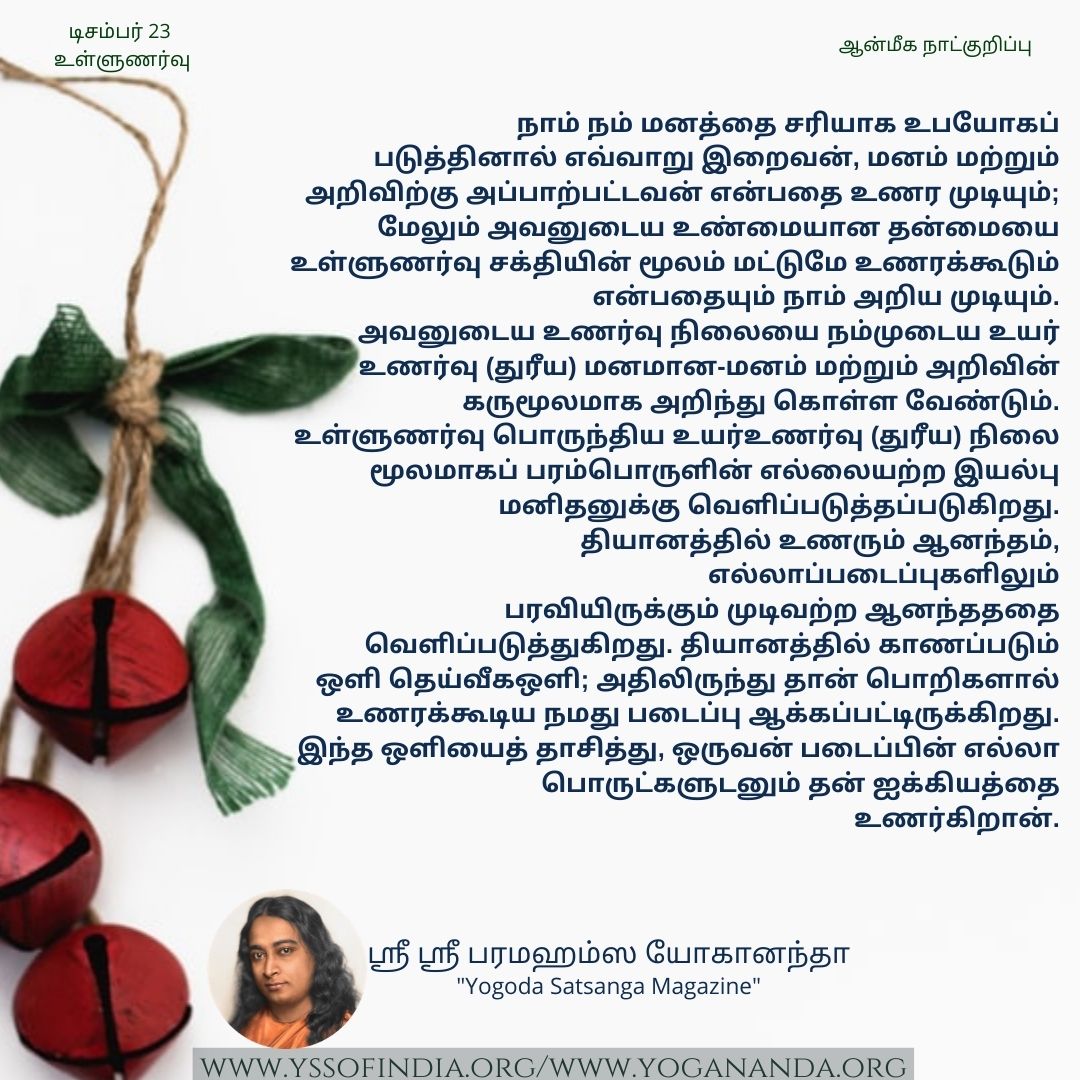 டிசம்பர் 23
உள்ளுணர்வு
ஆன்மீக நாட்குறிப்பு
நாம் நம் மனத்தை சரியாக உபயோகப்
படுத்தினால் எவ்வாறு இறைவன், மனம் மற்றும்
அறிவிற்கு அப்பாற்பட்டவன் என்பதை உணர முடியும்;
மேலும் அவனுடைய உண்மையான தன்மையை
உள்ளுணர்வு சக்தியின் மூலம் மட்டுமே உணரக்கூடும்
என்பதையும் நாம் அறிய முடியும்.
அவனுடைய உணர்வு நிலையை நம்முடைய உயர்
உணர்வு (துரீய) மனமான-மனம் மற்றும் அறிவின்
கருமூலமாக அறிந்து கொள்ள வேண்டும்.
உள்ளுணர்வு பொருந்திய உயர்உணர்வு (துரீய) நிலை
மூலமாகப் பரம்பொருளின் எல்லையற்ற இயல்பு
மனிதனுக்கு வெளிப்படுத்தப்படுகிறது.
தியானத்தில் உணரும் ஆனந்தம்,
எல்லாப்படைப்புகளிலும்
பரவியிருக்கும் முடிவற்ற ஆனந்தததை
வெளிப்படுத்துகிறது. தியானத்தில் காணப்படும்
ஒளி தெய்வீகஒளி; அதிலிருந்து தான் பொறிகளால்
உணரக்கூடிய நமது படைப்பு ஆக்கப்பட்டிருக்கிறது.
இந்த ஒளியைத் தாசித்து, ஒருவன் படைப்பின் எல்லா
பொருட்களுடனும் தன் ஐக்கியத்தை
உணர்கிறான்.
ஸ்ரீ ஸ்ரீ பரமஹம்ஸ யோகானந்தா
"Yogoda Satsanga Magazine"
WWW.YSSOFINDIA.ORG/WWW.YOGANANDA.ORG